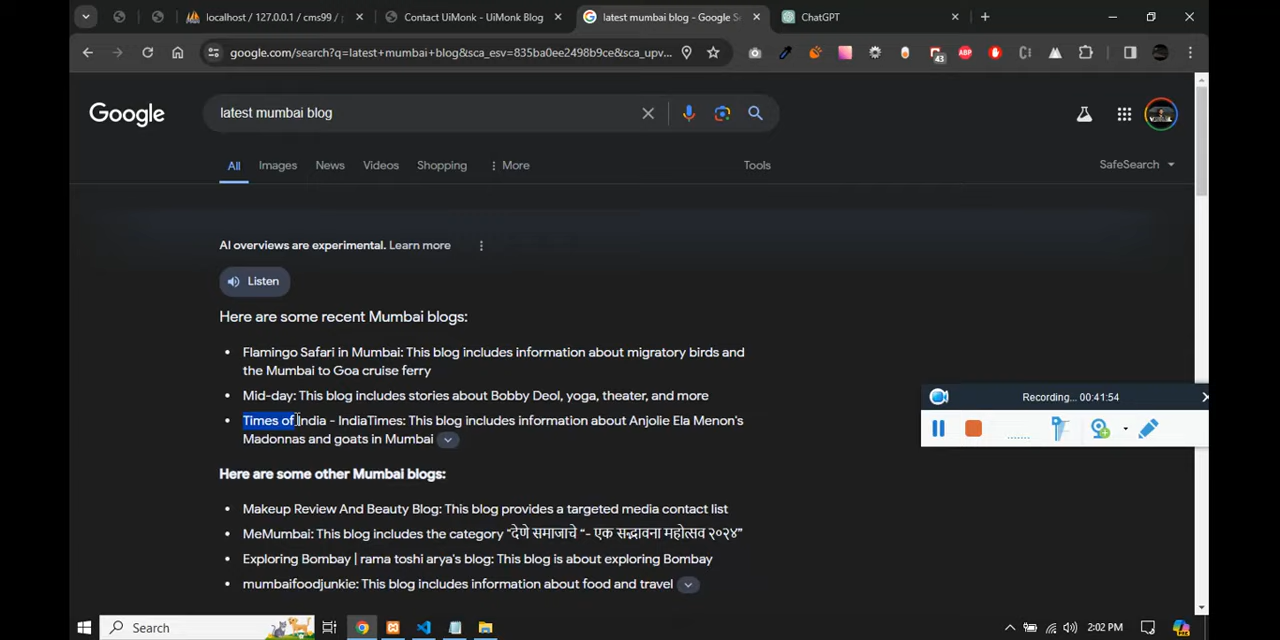 localhost / 127.0.0.1 / cms99 / p
Contact UiMonk - UiMonk Blog
latest mumbai blog - Google Se
ChatGPT
google.com/search?q=latest+mumbai+blog&sca_esv=835ba0ee2498b9ce&sca_upv...
43
ABP
Google
latest mumbai blog
All
Images
News
Videos
Shopping
More
Tools
SafeSearch
AI overviews are experimental. Learn more
Listen
Here are some recent Mumbai blogs:
Flamingo Safari in Mumbai: This blog includes information about migratory birds and
the Mumbai to Goa cruise ferry
Mid-day: This blog includes stories about Bobby Deol, yoga, theater, and more
Times of India - IndiaTimes: This blog includes information about Anjolie Ela Menon's
Madonnas and goats in Mumbai
Recording... 00:41:54
Here are some other Mumbai blogs:
Makeup Review And Beauty Blog: This blog provides a targeted media contact list
MeMumbai: This blog includes the category "देणे समाजाचे "- एक सद्भावना महोत्सव २०२४"
Exploring Bombay | rama toshi arya's blog: This blog is about exploring Bombay
mumbaifoodjunkie: This blog includes information about food and travel
Search
2:02 PM